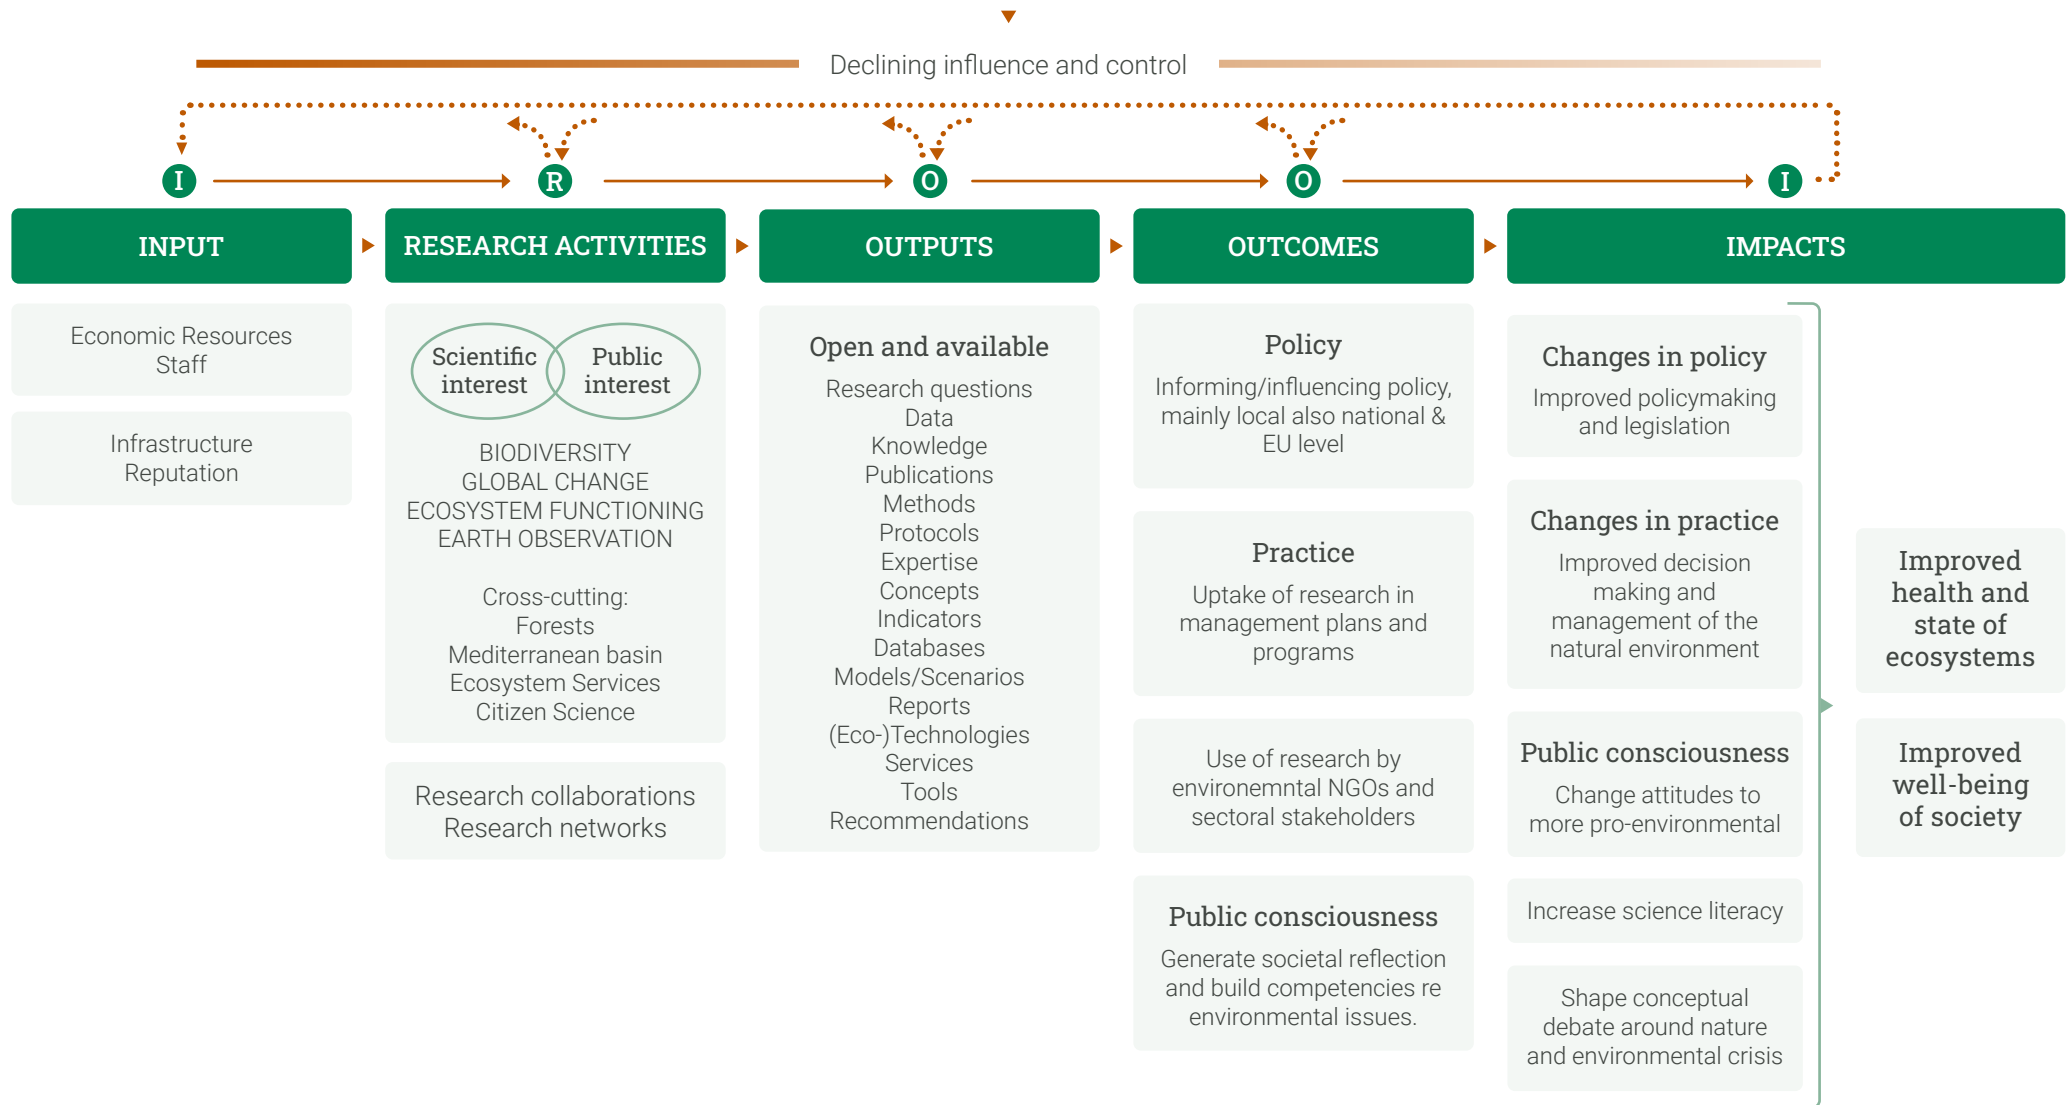 Declining influence and control
I
R
O
O
I
INPUT
RESEARCH ACTIVITIES
OUTPUTS
OUTCOMES
IMPACTS
Economic Resources
Staff
Infrastructure
Reputation
Scientific
interest
Public
interest
BIODIVERSITY
GLOBAL CHANGE
ECOSYSTEM FUNCTIONING
EARTH OBSERVATION
Cross-cutting:
Forests
Mediterranean basin
Ecosystem Services
Citizen Science
Research collaborations
Research networks
Open and available
Research questions
Data
Knowledge
Publications
Methods
Protocols
Expertise
Concepts
Indicators
Databases
Models/Scenarios
Reports
(Eco-)Technologies
Services
Tools
Recommendations
Policy
Informing/influencing policy,
mainly local also national &
EU level
Practice
Uptake of research in
management plans and
programs
Use of research by
environemntal NGOs and
sectoral stakeholders
Public consciousness
Generate societal reflection
and build competencies re
environmental issues.
Changes in policy
Improved policymaking
and legislation
Changes in practice
Improved decision
making and
management of the
natural environment
Public consciousness
Change attitudes to
more pro-environmental
Increase science literacy
Shape conceptual
debate around nature
and environmental crisis
Improved
health and
state of
ecosystems
Improved
well-being
of society